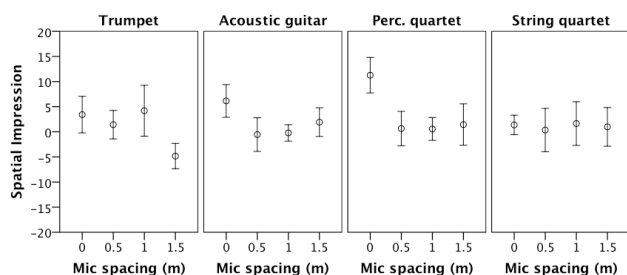 Trumpet Acoustic guitar Perc. quartet String quartet
20
15
10
5
0
-5
-10
-15
-20
Spatial Impression
0 0.5 1 1.5 0 0.5 1 1.5 0 0.5 1 1.5 0 0.5 1 1.5
Mic spacing (m) Mic spacing (m) Mic spacing (m) Mic spacing (m)